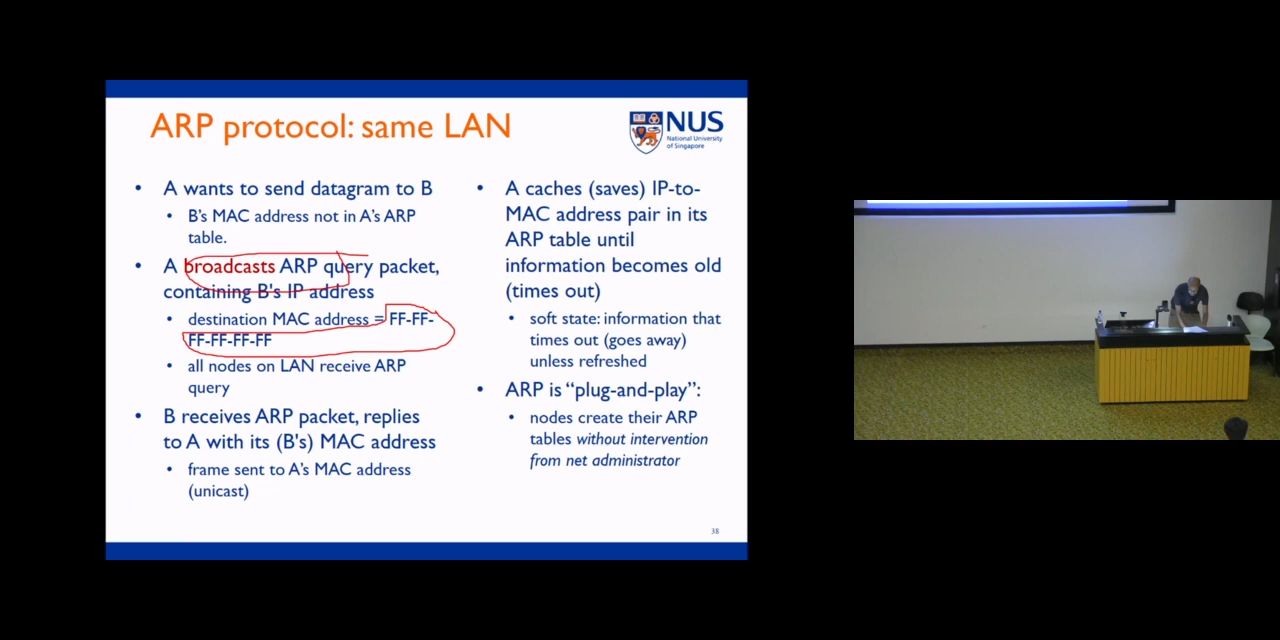 ARP protocol: same LAN
NUS
National University
of Singapore
• A wants to send datagram to B
• B's MAC address not in A's ARP
table.
• A broadcasts ARP query packet,
containing B's IP address
• destination MAC address = FF-FF-
FF-FF-FF-FF
• all nodes on LAN receive ARP
query
• B receives ARP packet, replies
to A with its (B's) MAC address
• frame sent to A's MAC address
(unicast)
• A caches (saves) IP-to-
MAC address pair in its
ARP table until
information becomes old
(times out)
• soft state: information that
times out (goes away)
unless refreshed
• ARP is “plug-and-play”:
• nodes create their ARP
tables without intervention
from net administrator
38